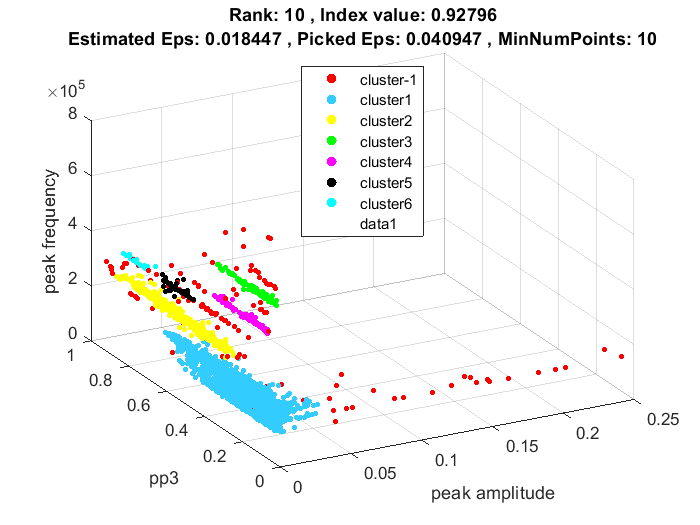 Rank: 10 , Index value: 0.92796
Estimated Eps: 0.018447 , Picked Eps: 0.040947 , MinNumPoints: 10
×10⁵
8
6
4
2
0
peak frequency
cluster-1
cluster1
cluster2
cluster3
cluster4
cluster5
cluster6
data1
1
0.8
0.6
0.4
0.2
0
pp3
0
0.05
0.1
0.15
0.2
0.25
peak amplitude